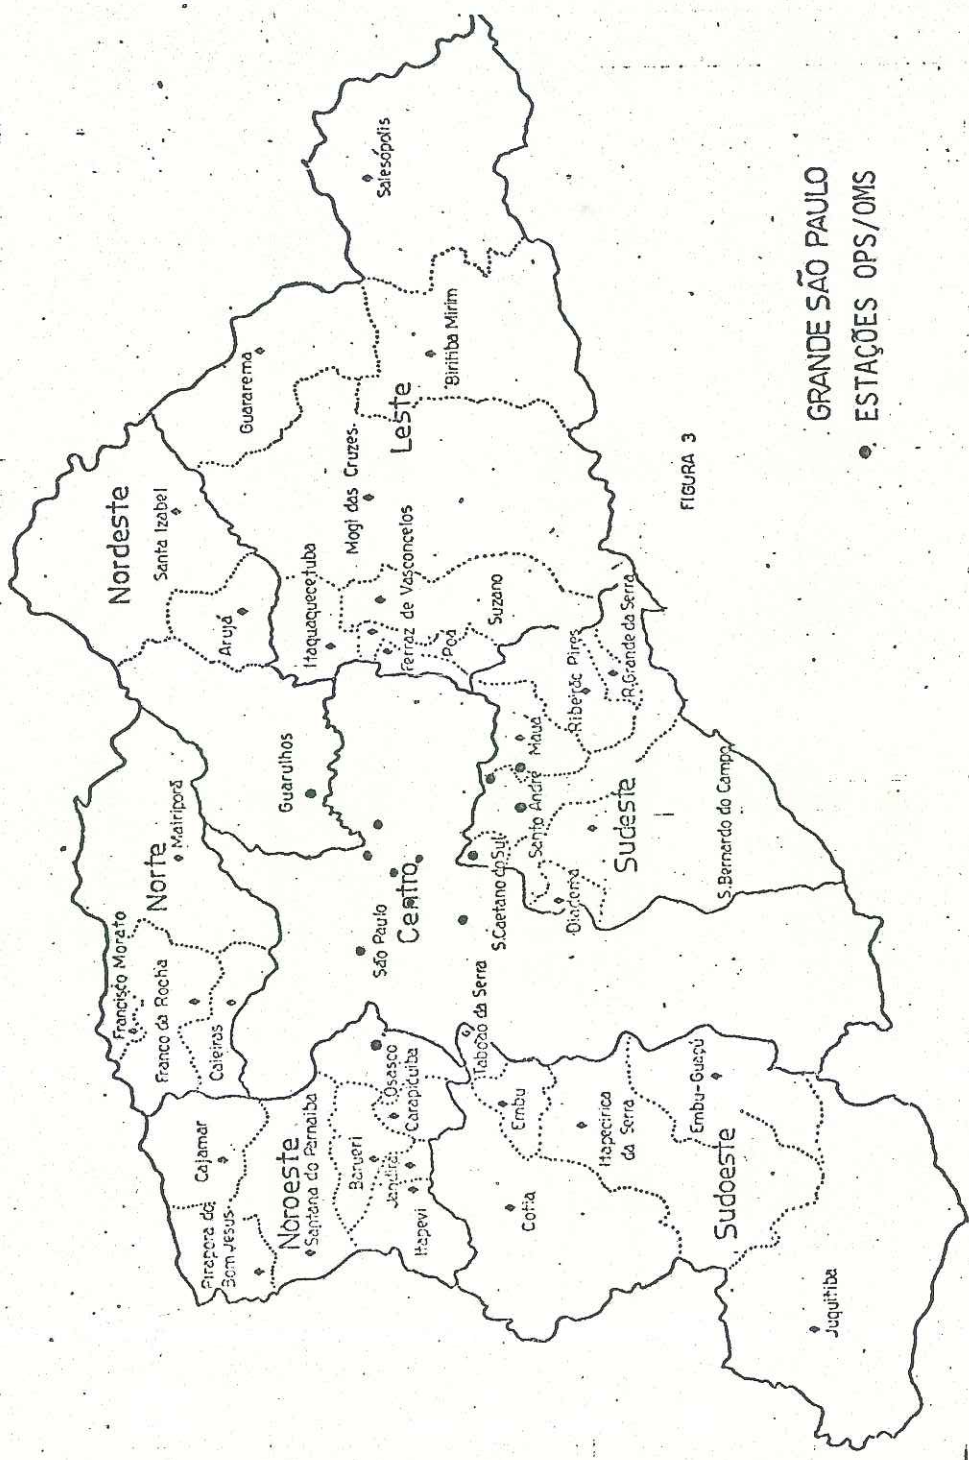 Nordeste
Santa Izabel
Arujá
Guararema
Salesópolis
Biritiba Mirim
Leste
Mogi das Cruzes
Itaquaquecetuba
Ferraz de Vasconcelos
Poá
Suzano
Guarulhos
Norte
Mairiporã
Francisco Morato
Franco da Rocha
Caieiras
São Paulo
Centro
Ribeirão Pires
R.Grande da Serra
Mauá
Santo André
S.Caetano do Sul
Diadema
Sudeste
S.Bernardo do Campo
Cajamar
Pirapora do
Bom Jesus
Noroeste
Santana do Parnaiba
Barueri
Jandira
Itapevi
Osasco
Carapicuiba
Taboão da Serra
Embu
Cotia
Itapecirica
da Serra
Embu-Guaçú
Sudoeste
Juquitiba
FIGURA 3
GRANDE SÃO PAULO
ESTAÇÕES OPS/OMS